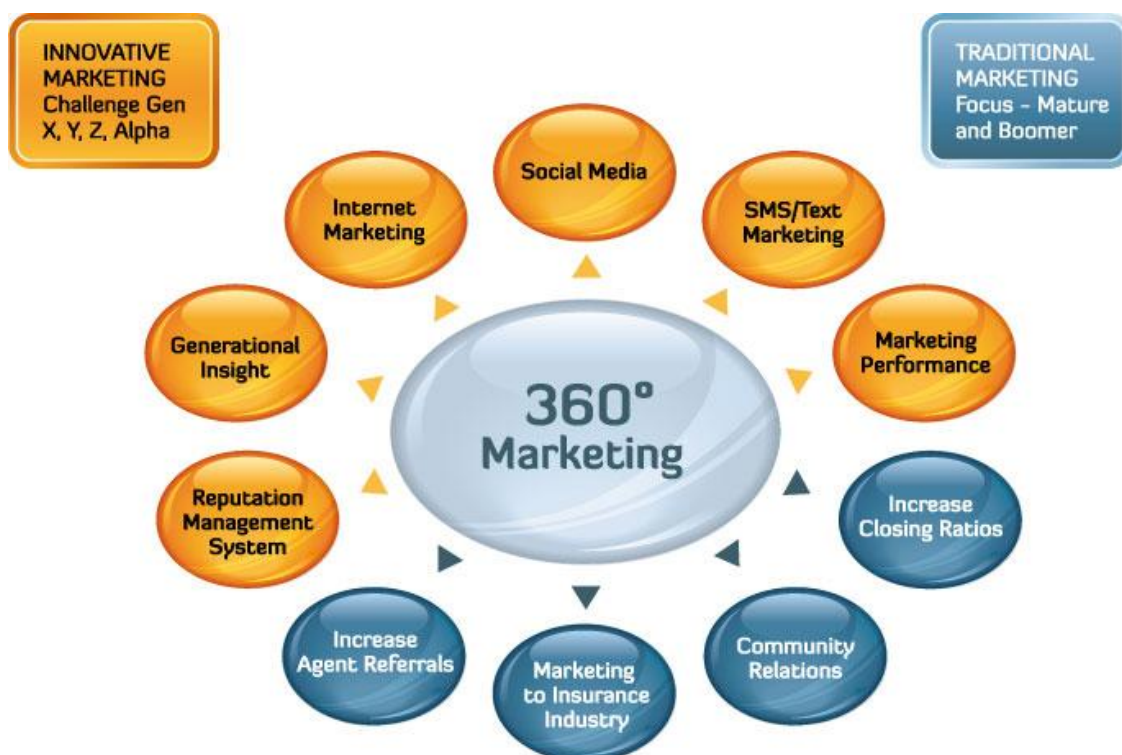 INNOVATIVE
MARKETING
Challenge Gen
X, Y, Z, Alpha
TRADITIONAL
MARKETING
Focus - Mature
and Boomer
Social Media
Internet
Marketing
SMS/Text
Marketing
Generational
Insight
Marketing
Performance
360°
Marketing
Reputation
Management
System
Increase
Closing Ratios
Increase
Agent Referrals
Marketing
to Insurance
Industry
Community
Relations